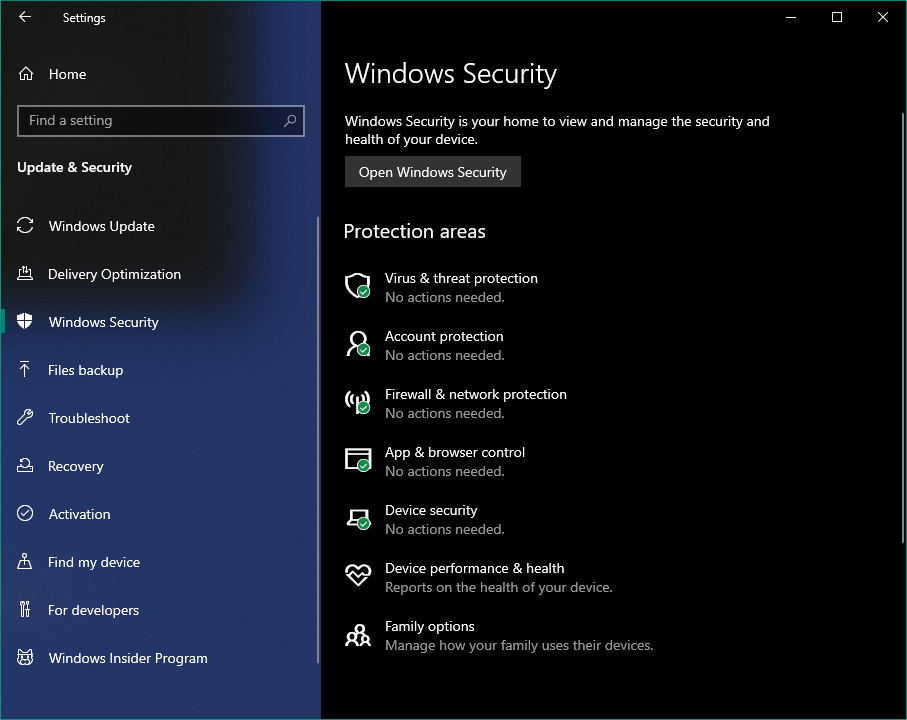 Settings
Home
Find a setting
Update & Security
Windows Update
Delivery Optimization
Windows Security
Files backup
Troubleshoot
Recovery
Activation
Find my device
For developers
Windows Insider Program
Windows Security
Windows Security is your home to view and manage the security and
health of your device.
Open Windows Security
Protection areas
Virus & threat protection
No actions needed.
Account protection
No actions needed.
Firewall & network protection
No actions needed.
App & browser control
No actions needed.
Device security
No actions needed.
Device performance & health
Reports on the health of your device.
Family options
Manage how your family uses their devices.